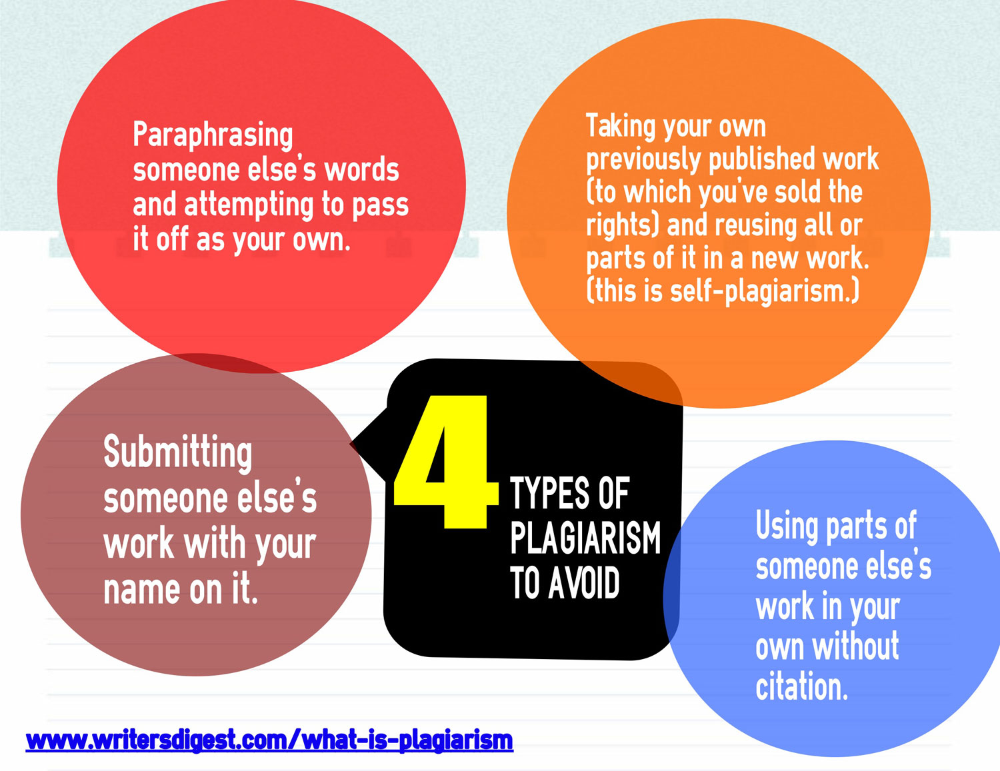 Paraphrasing
someone else's words
and attempting to pass
it off as your own.
Taking your own
previously published work
(to which you've sold the
rights) and reusing all or
parts of it in a new work.
(this is self-plagiarism.)
Submitting
someone else's
work with your
name on it.
4
TYPES OF
PLAGIARISM
TO AVOID
Using parts of
someone else's
work in your
own without
citation.
www.writersdigest.com/what-is-plagiarism